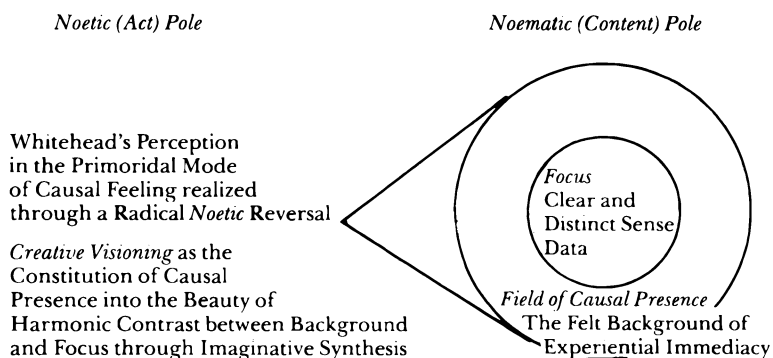 Noetic (Act) Pole
Noematic (Content) Pole
Whitehead's Perception
in the Primoridal Mode
of Causal Feeling realized
through a Radical Noetic Reversal
Creative Visioning as the
Constitution of Causal
Presence into the Beauty of
Harmonic Contrast between Background
and Focus through Imaginative Synthesis
Focus
Clear and
Distinct Sense
Data
Field of Causal Presence
The Felt Background of
Experiential Immediacy